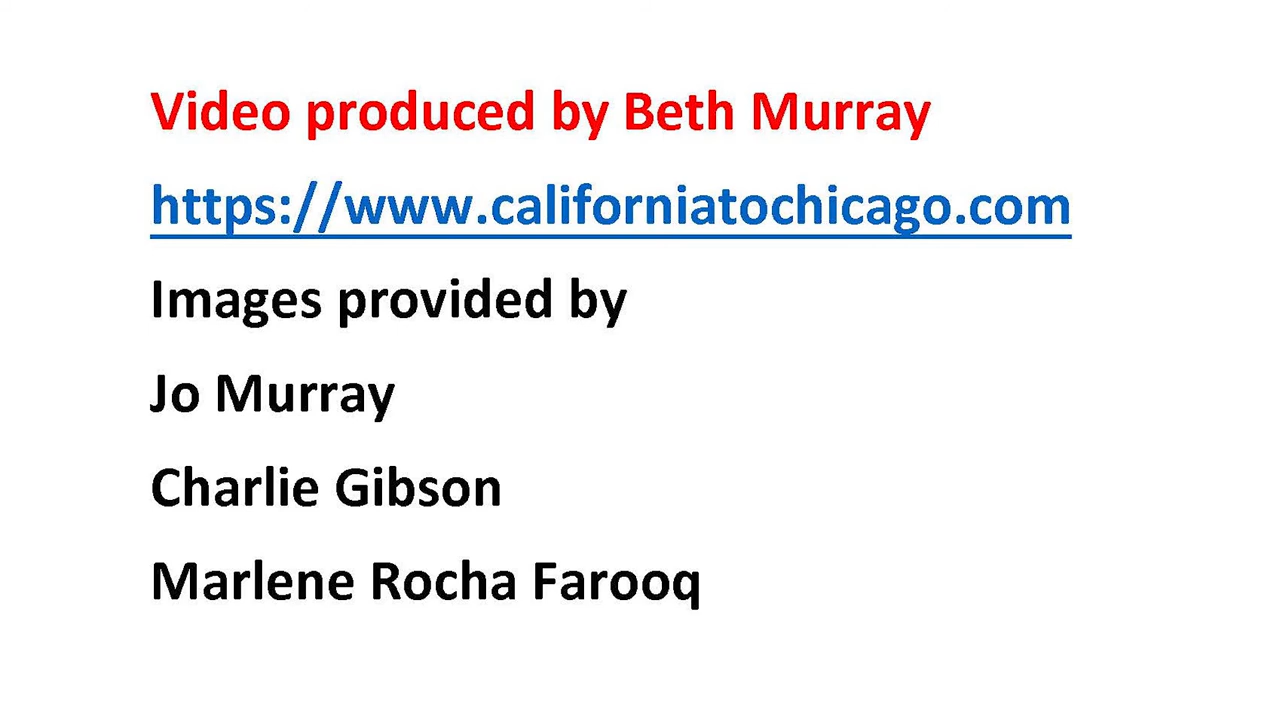 Video produced by Beth Murray
https://www.californiatochicago.com
Images provided by
Jo Murray
Charlie Gibson
Marlene Rocha Farooq